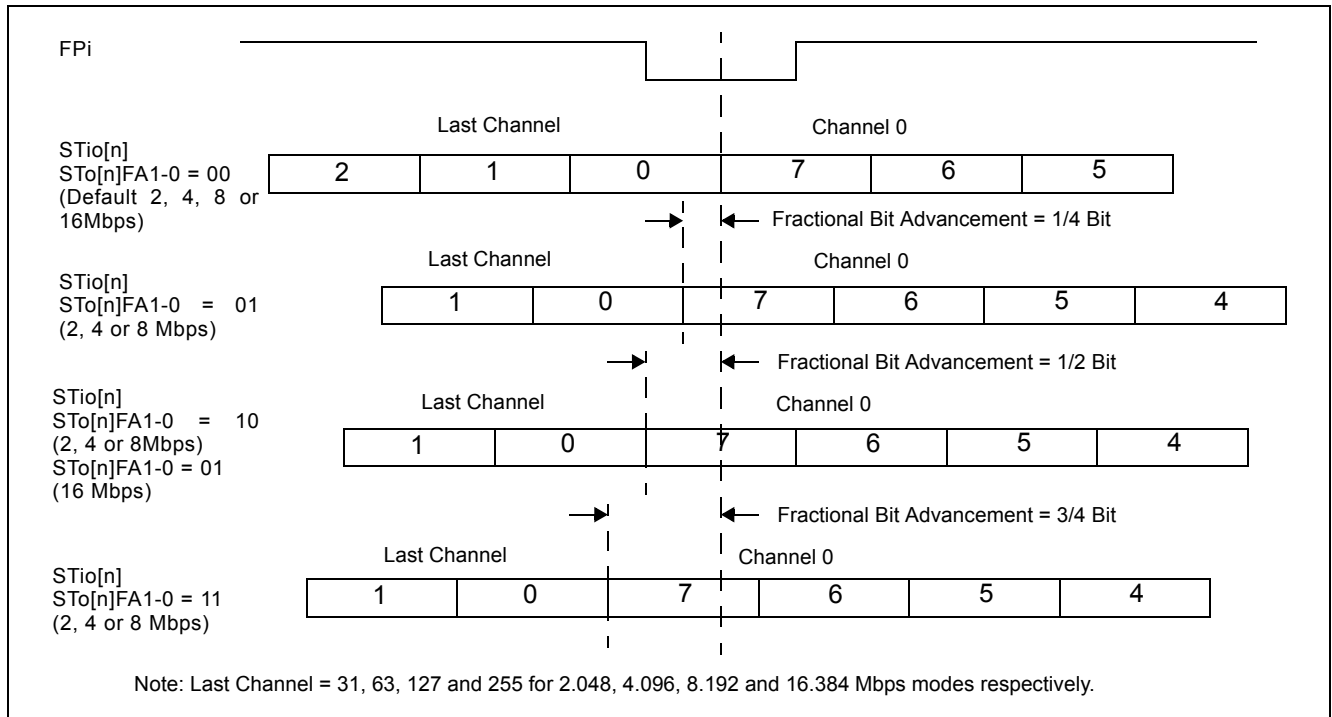 FPi
Last Channel Channel 0
STio[n]
STo[n]FA1-0 = 00
(Default 2, 4, 8 or
16Mbps)
2 1 0 7 6 5
Fractional Bit Advancement = 1/4 Bit
Last Channel Channel 0
STio[n]
STo[n]FA1-0 = 01
(2, 4 or 8 Mbps)
1 0 7 6 5 4
Fractional Bit Advancement = 1/2 Bit
Last Channel Channel 0
STio[n]
STo[n]FA1-0 = 10
(2, 4 or 8Mbps)
STo[n]FA1-0 = 01
(16 Mbps)
1 0 7 6 5 4
Fractional Bit Advancement = 3/4 Bit
Last Channel Channel 0
STio[n]
STo[n]FA1-0 = 11
(2, 4 or 8 Mbps)
1 0 7 6 5 4
Note: Last Channel = 31, 63, 127 and 255 for 2.048, 4.096, 8.192 and 16.384 Mbps modes respectively.